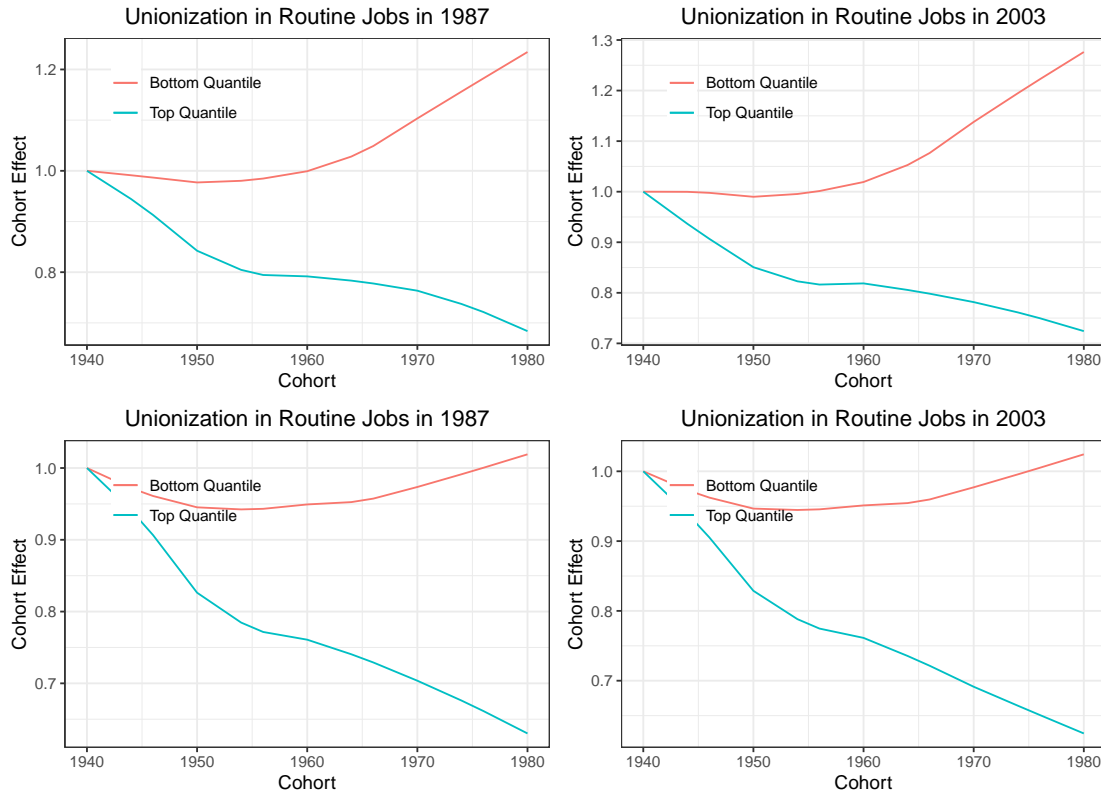 Unionization in Routine Jobs in 1987
Cohort Effect
1.2
1.0
0.8
Bottom Quantile
Top Quantile
1940 1950 1960 1970 1980
Cohort
Unionization in Routine Jobs in 2003
Cohort Effect
1.3
1.2
1.1
1.0
0.9
0.8
0.7
Bottom Quantile
Top Quantile
1940 1950 1960 1970 1980
Cohort
Unionization in Routine Jobs in 1987
Cohort Effect
1.0
0.9
0.8
0.7
Bottom Quantile
Top Quantile
1940 1950 1960 1970 1980
Cohort
Unionization in Routine Jobs in 2003
Cohort Effect
1.0
0.9
0.8
0.7
Bottom Quantile
Top Quantile
1940 1950 1960 1970 1980
Cohort